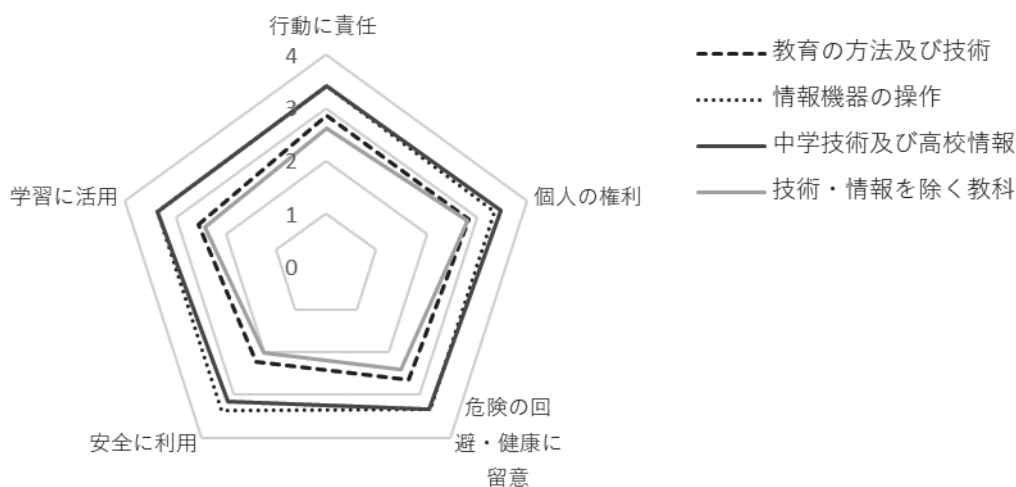 行動に責任
4
3
2
1
0
個人の権利
危険の回
避・健康に
留意
安全に利用
学習に活用
教育の方法及び技術
情報機器の操作
中学技術及び高校情報
技術・情報を除く教科